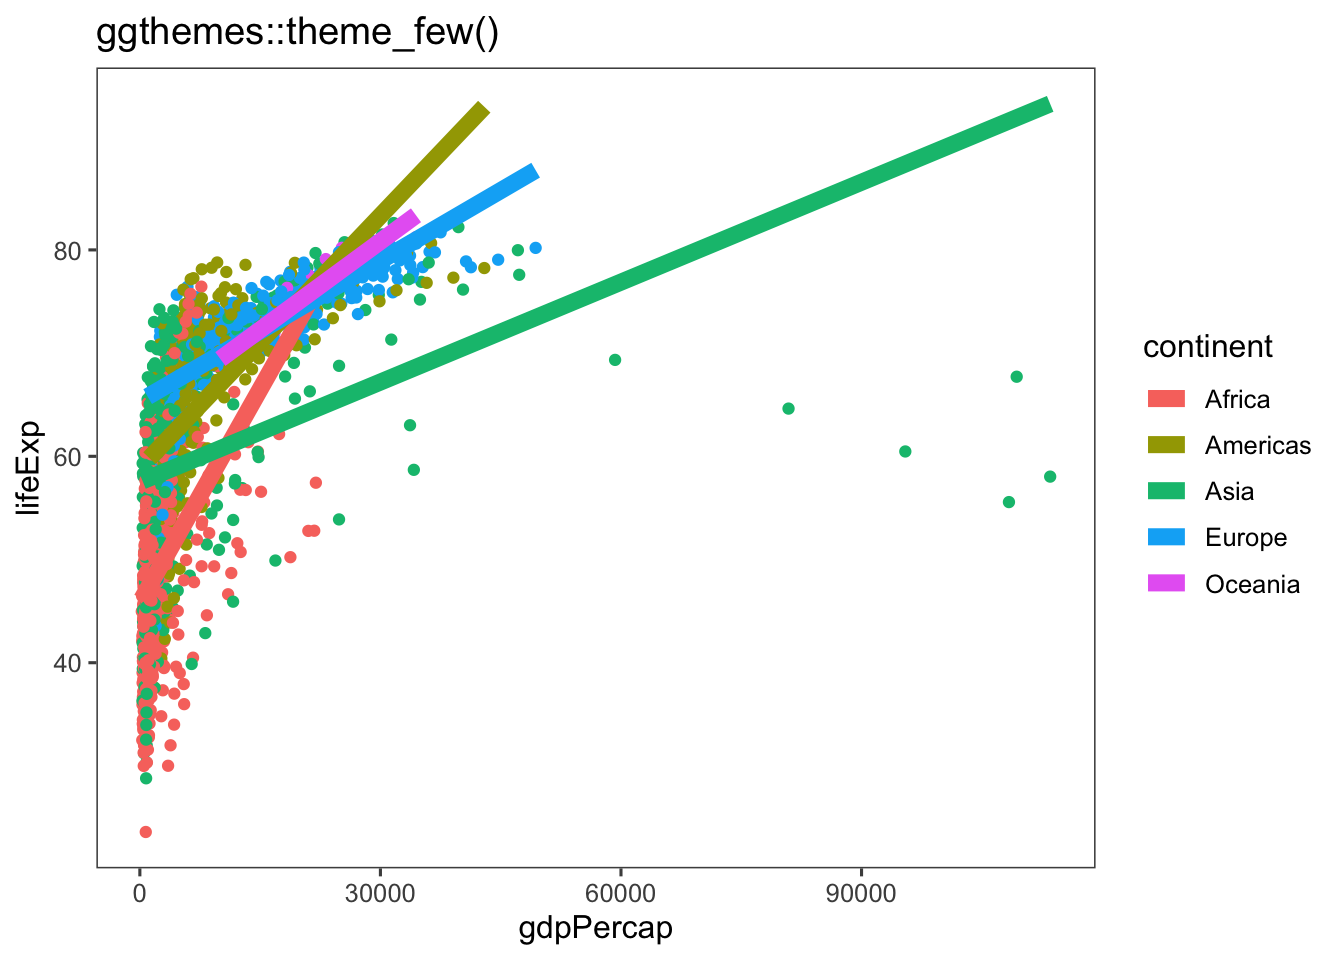 ggthemes::theme_few()
80
60
40
lifeExp
0 30000 60000 90000
gdpPercap
continent
Africa
Americas
Asia
Europe
Oceania